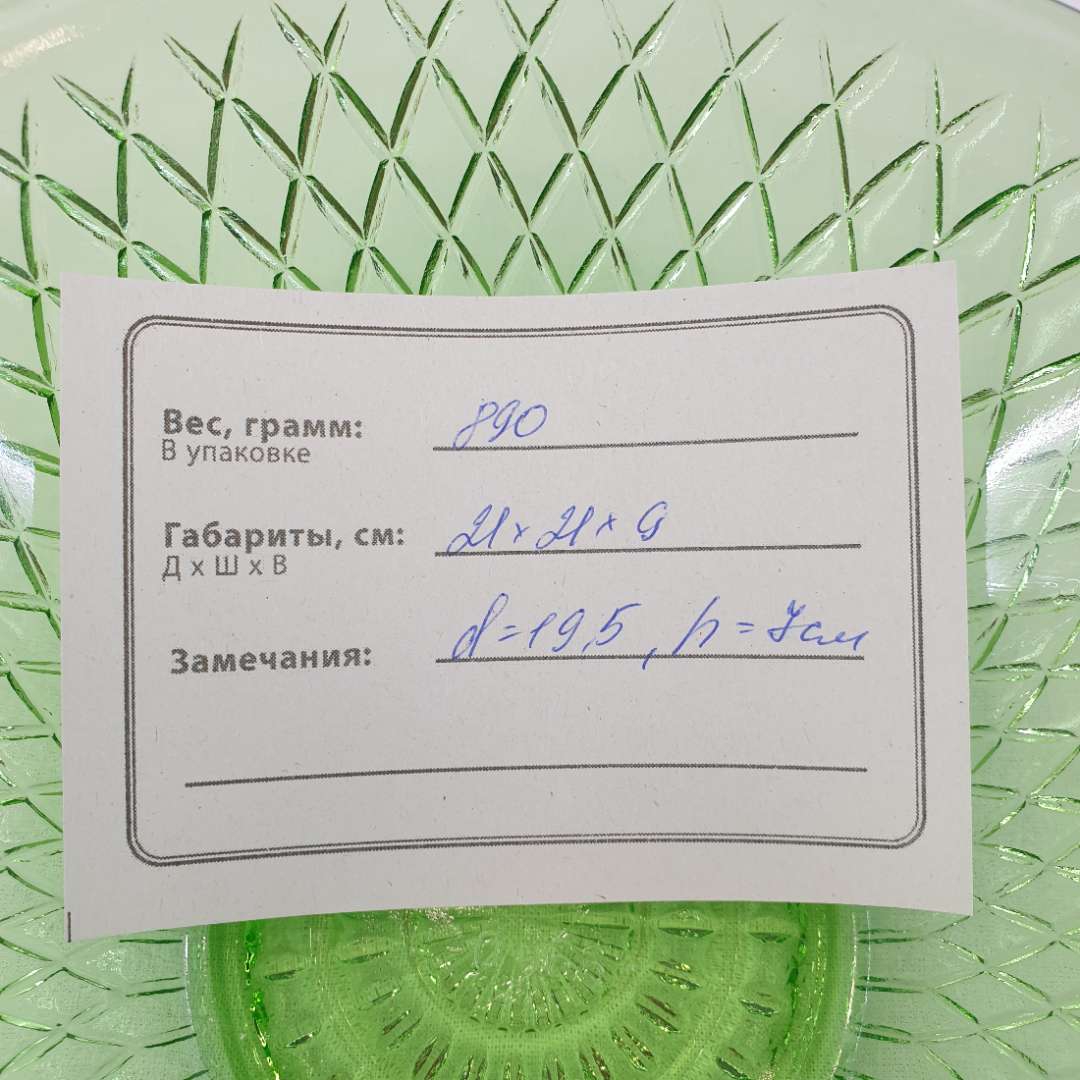 Вес, грамм: 890
В упаковке
Габариты, см: 21 x 21 x 9
Д x Ш x В
Замечания: d=19,5, h=7см